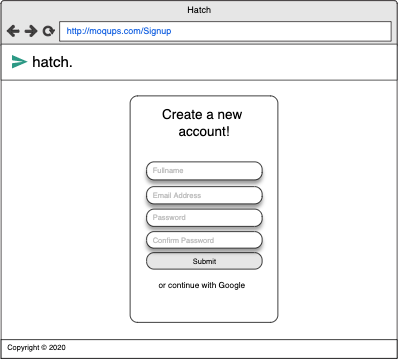 Hatch
http://moqups.com/Signup
hatch.
Create a new
account!
Fullname
Email Address
Password
Confirm Password
Submit
or continue with Google
Copyright © 2020